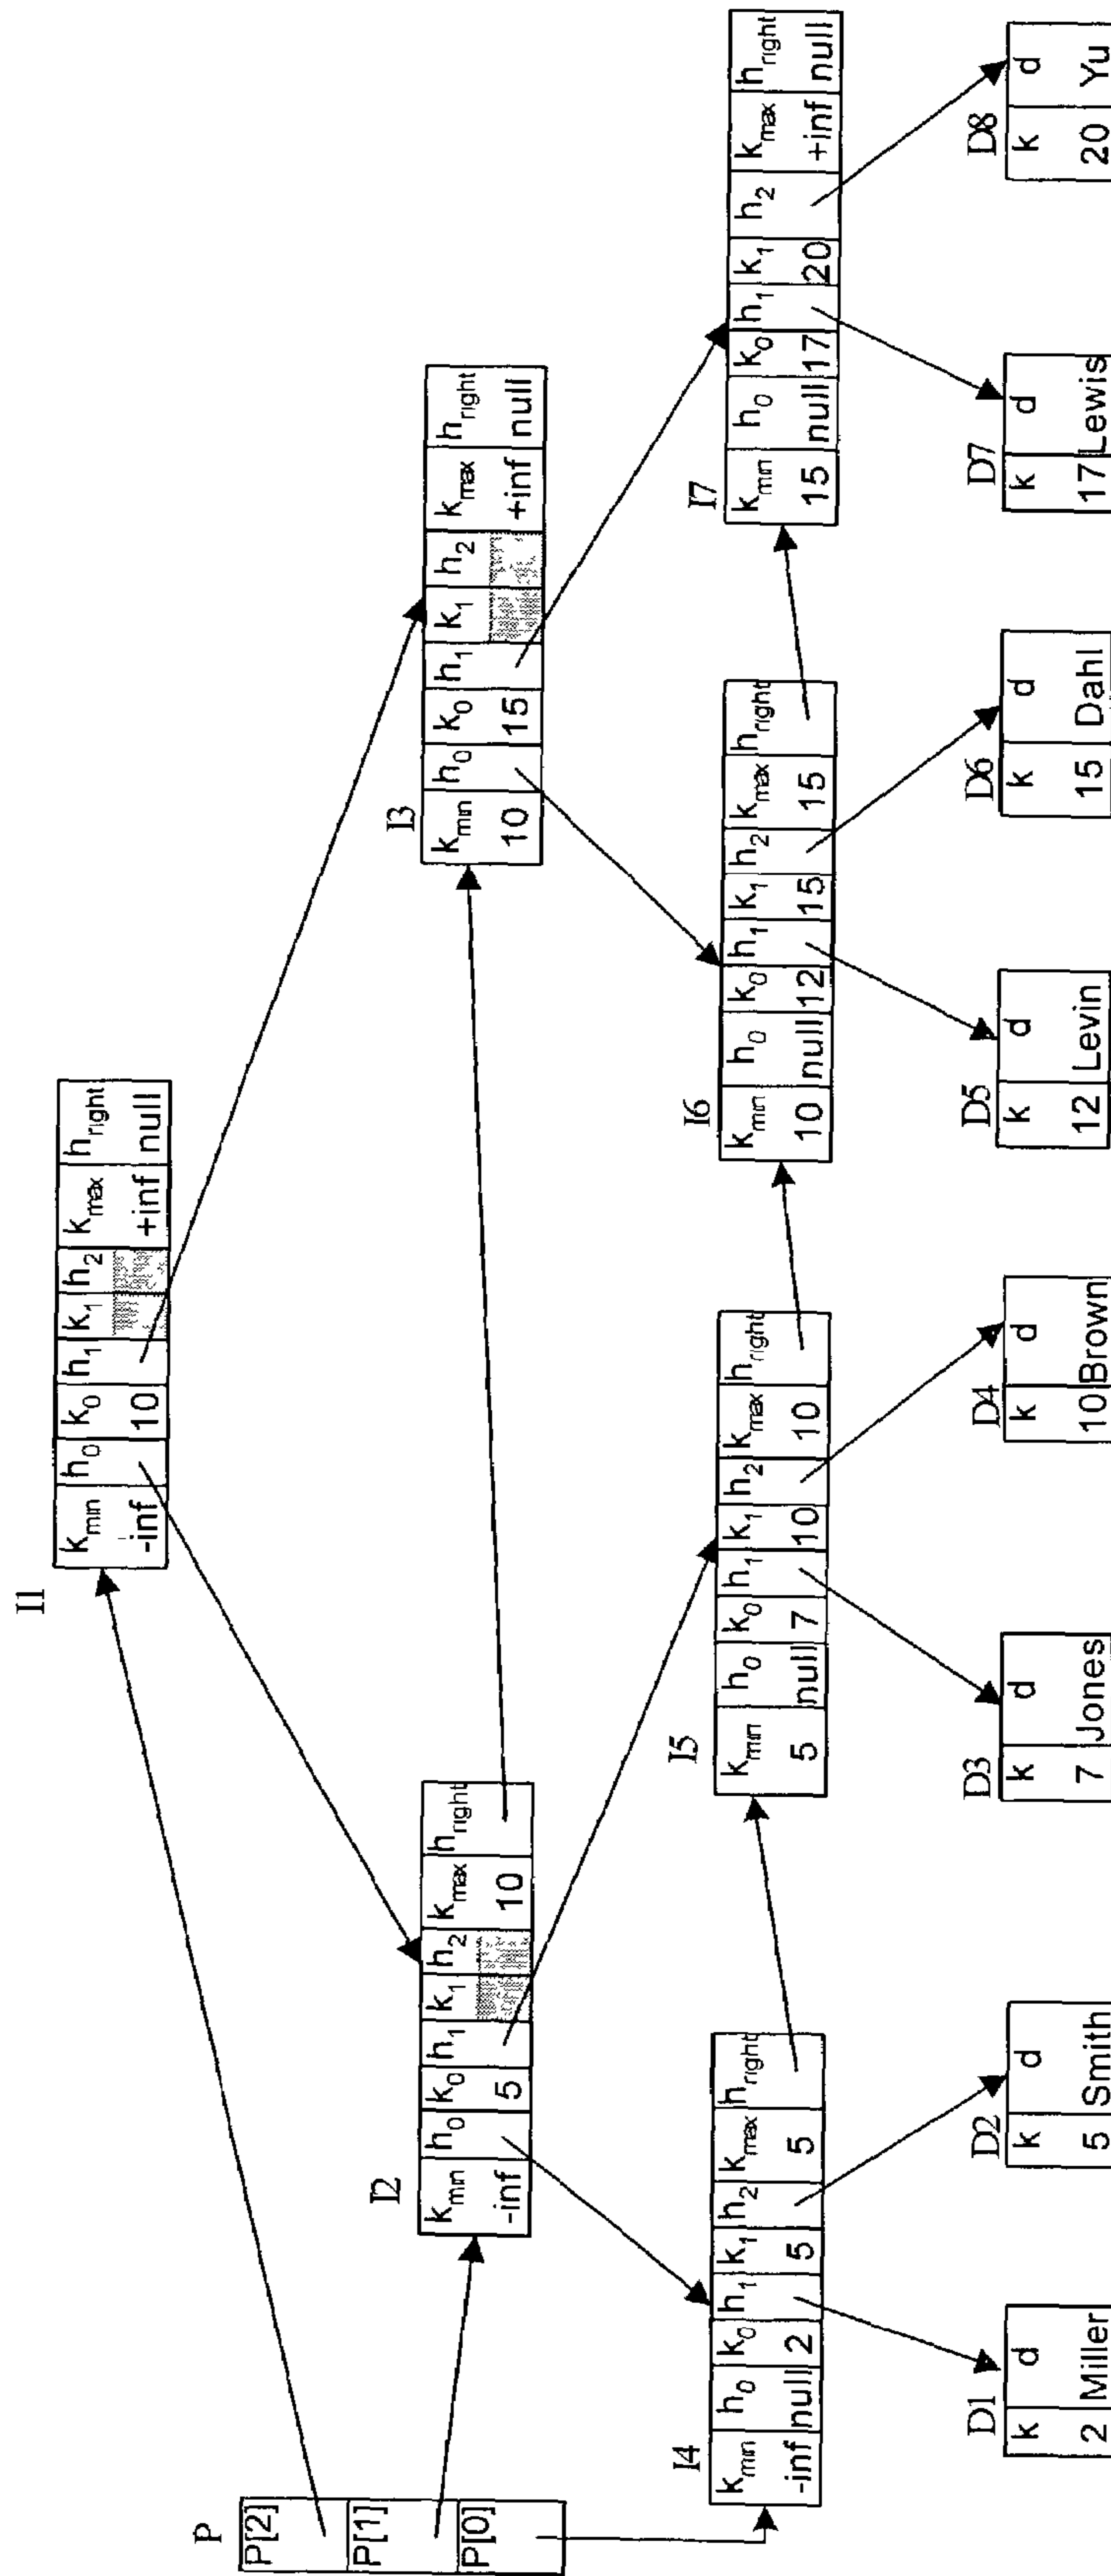 I1
k_min h_0 k_0 h_1 k_1 h_2 k_max h_right
-inf 10 +inf null
P
P[2]
P[1]
P[0]
I2
k_min h_0 k_0 h_1 k_1 h_2 k_max h_right
-inf 5 10
I3
k_min h_0 k_0 h_1 k_1 h_2 k_max h_right
10 15 +inf null
I4
k_min h_0 k_0 h_1 k_1 h_2 k_max h_right
-inf null 2 5 5
I5
k_min h_0 k_0 h_1 k_1 h_2 k_max h_right
5 null 7 10 10
I6
k_min h_0 k_0 h_1 k_1 h_2 k_max h_right
10 null 12 15 15
I7
k_min h_0 k_0 h_1 k_1 h_2 k_max h_right
15 null 17 20 +inf null
D1
k d
2 Miller
D2
k d
5 Smith
D3
k d
7 Jones
D4
k d
10 Brown
D5
k d
12 Levin
D6
k d
15 Dahl
D7
k d
17 Lewis
D8
k d
20 Yu